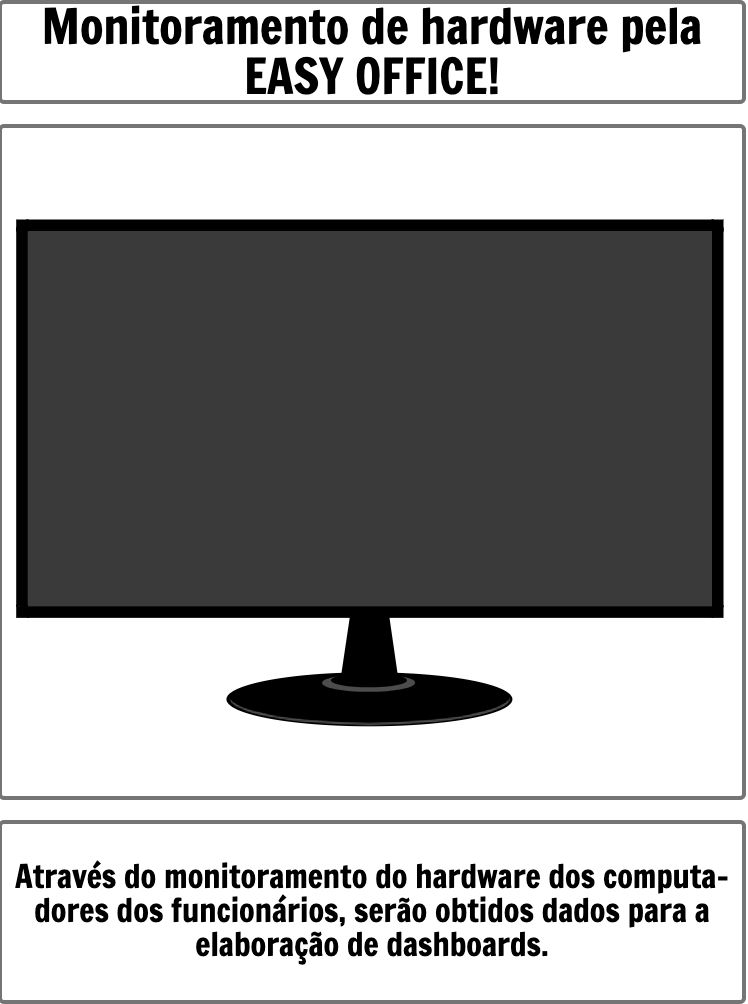 Monitoramento de hardware pela
EASY OFFICE!
Através do monitoramento do hardware dos computa-
dores dos funcionários, serão obtidos dados para a
elaboração de dashboards.